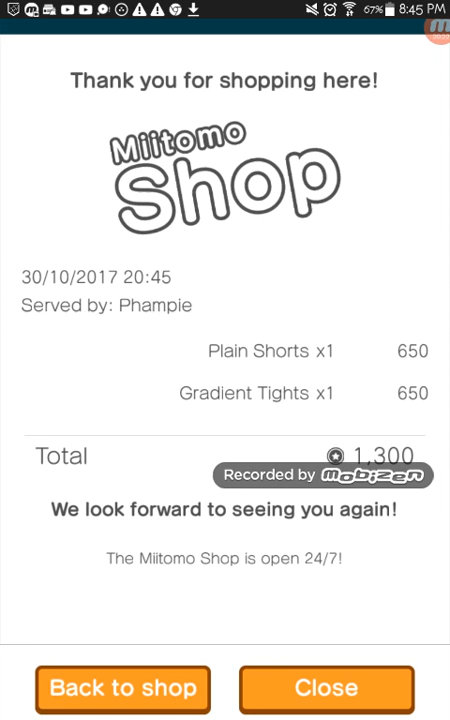 67% 8:45 PM
Thank you for shopping here!
Miitomo
Shop
30/10/2017 20:45
Served by: Phampie
Plain Shorts x1 650
Gradient Tights x1 650
Total 1,300
Recorded by mobizen
We look forward to seeing you again!
The Miitomo Shop is open 24/7!
Back to shop Close